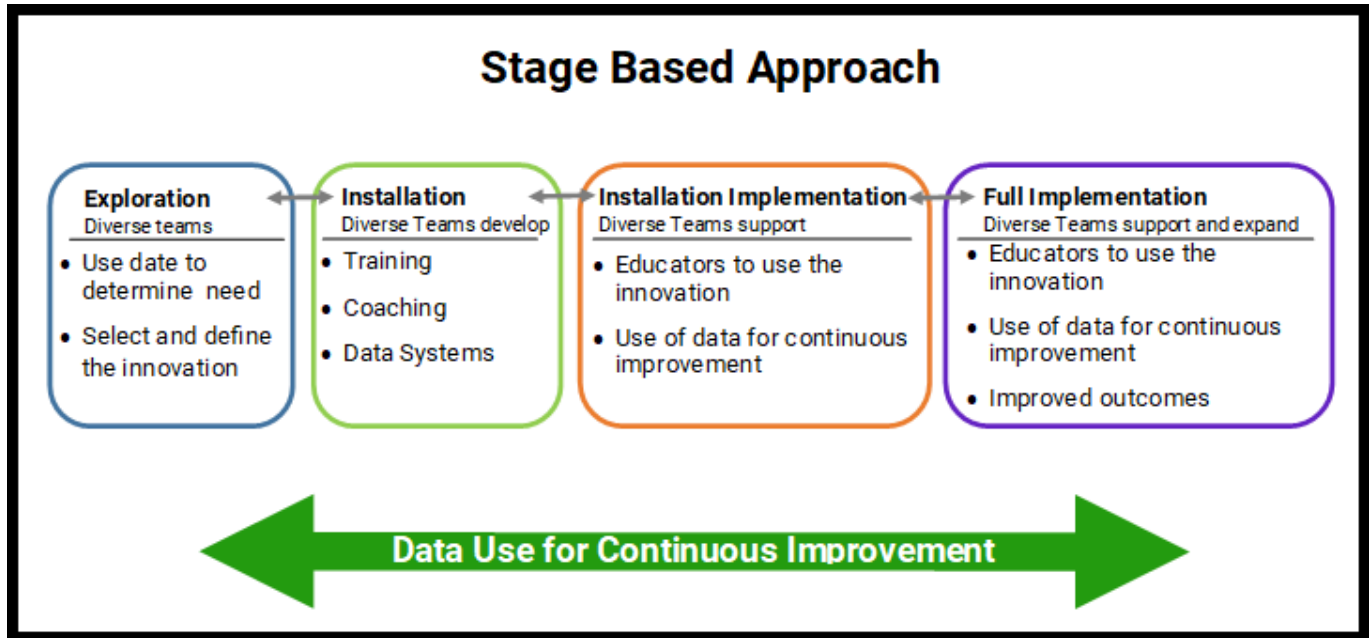 Stage Based Approach
Exploration
Diverse teams
• Use date to
determine need
• Select and define
the innovation
Installation
Diverse Teams develop
• Training
• Coaching
• Data Systems
Installation Implementation
Diverse Teams support
• Educators to use the
innovation
• Use of data for continuous
improvement
Full Implementation
Diverse Teams support and expand
• Educators to use the
innovation
• Use of data for continuous
improvement
• Improved outcomes
Data Use for Continuous Improvement